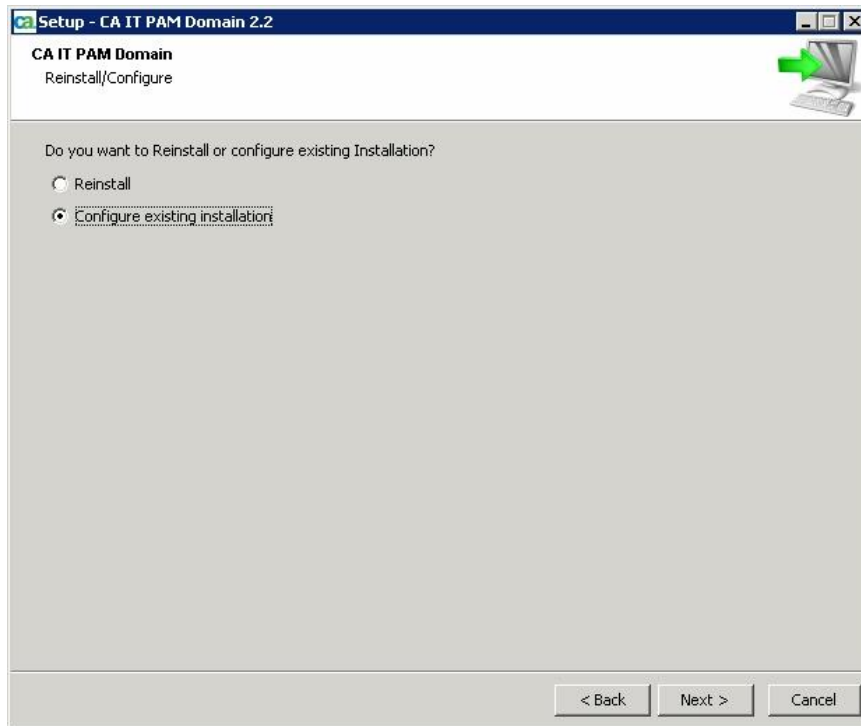 ca Setup - CA IT PAM Domain 2.2
CA IT PAM Domain
Reinstall/Configure
Do you want to Reinstall or configure existing Installation?
Reinstall
Configure existing installation
< Back Next > Cancel